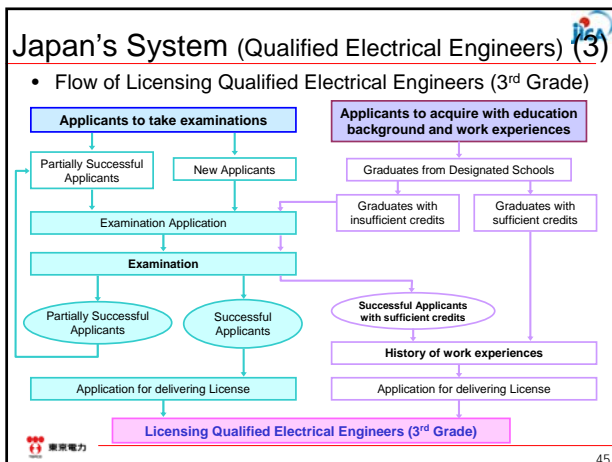 Japan's System (Qualified Electrical Engineers) (3)
jica
• Flow of Licensing Qualified Electrical Engineers (3rd Grade)
Applicants to take examinations
Applicants to acquire with education
background and work experiences
Partially Successful
Applicants
New Applicants
Graduates from Designated Schools
Graduates with
insufficient credits
Graduates with
sufficient credits
Examination Application
Examination
Partially Successful
Applicants
Successful
Applicants
Successful Applicants
with sufficient credits
History of work experiences
Application for delivering License
Application for delivering License
Licensing Qualified Electrical Engineers (3rd Grade)
TEPCO
東京電力
45